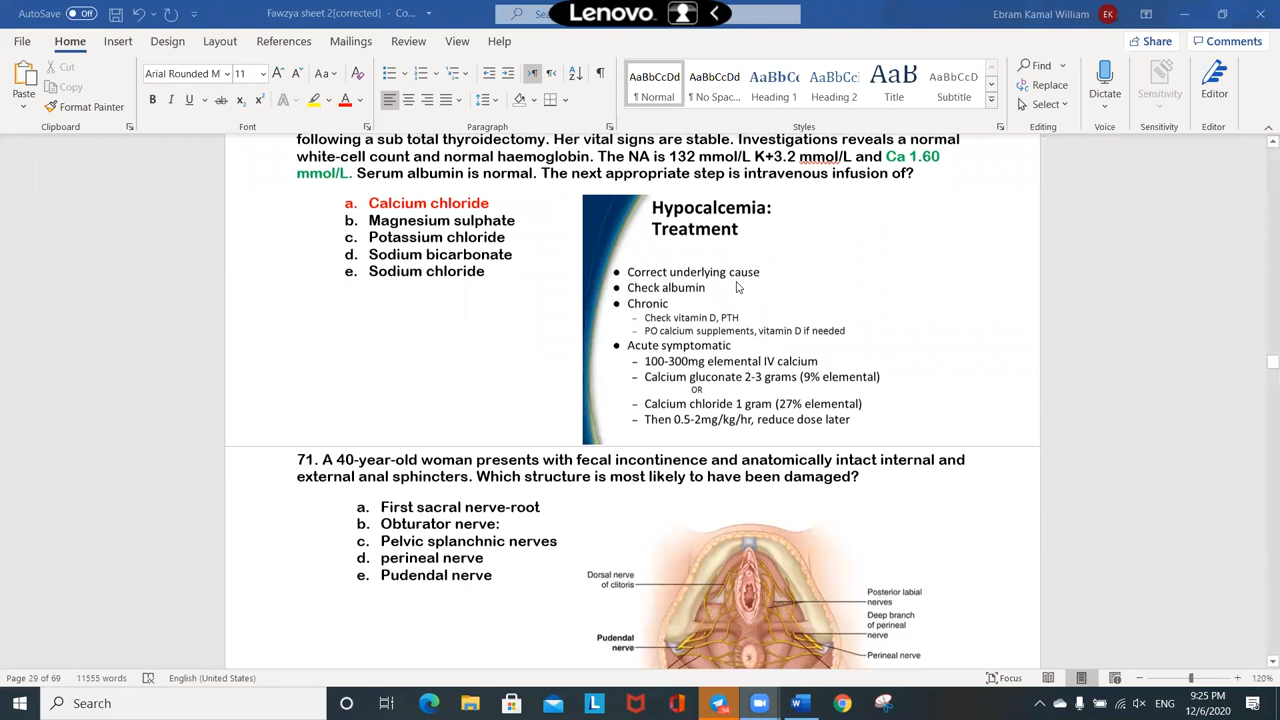 Lenovo
Ebram Kamal William EK
File Home Insert Design Layout References Mailings Review View Help Share Comments
Paste Cut Copy Format Painter
Clipboard
Arial Rounded M 11
B I U ab x₂ x² A A
Font
Paragraph
AaBbCcDd AaBbCcDd AaBbCc AaBbCc AaB AaBbCcD
¶ Normal ¶ No Spac... Heading 1 Heading 2 Title Subtitle
Styles
Find
Replace
Select
Editing
Dictate
Voice
Sensitivity
Sensitivity
Editor
Editor
following a sub total thyroidectomy. Her vital signs are stable. Investigations reveals a normal
white-cell count and normal haemoglobin. The NA is 132 mmol/L K+3.2 mmol/L and Ca 1.60
mmol/L. Serum albumin is normal. The next appropriate step is intravenous infusion of?
a. Calcium chloride
b. Magnesium sulphate
c. Potassium chloride
d. Sodium bicarbonate
e. Sodium chloride
Hypocalcemia:
Treatment
• Correct underlying cause
• Check albumin
• Chronic
– Check vitamin D, PTH
– PO calcium supplements, vitamin D if needed
• Acute symptomatic
– 100-300mg elemental IV calcium
– Calcium gluconate 2-3 grams (9% elemental)
OR
– Calcium chloride 1 gram (27% elemental)
– Then 0.5-2mg/kg/hr, reduce dose later
71. A 40-year-old woman presents with fecal incontinence and anatomically intact internal and
external anal sphincters. Which structure is most likely to have been damaged?
a. First sacral nerve-root
b. Obturator nerve:
c. Pelvic splanchnic nerves
d. perineal nerve
e. Pudendal nerve
Dorsal nerve
of clitoris
Pudendal
nerve
Posterior labial
nerves
Deep branch
of perineal
nerve
Perineal nerve
Page 29 of 69 11555 words English (United States) Focus 120%
Search
94
9:25 PM
12/6/2020